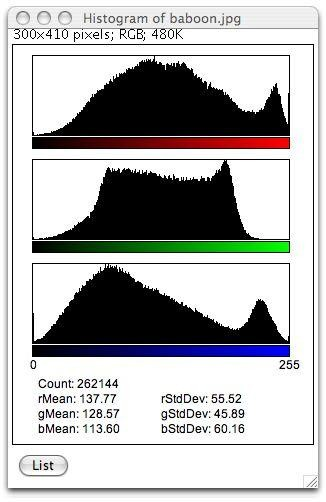 Histogram of baboon.jpg
300x410 pixels; RGB; 480K
0 255
Count: 262144
rMean: 137.77 rStdDev: 55.52
gMean: 128.57 gStdDev: 45.89
bMean: 113.60 bStdDev: 60.16
List